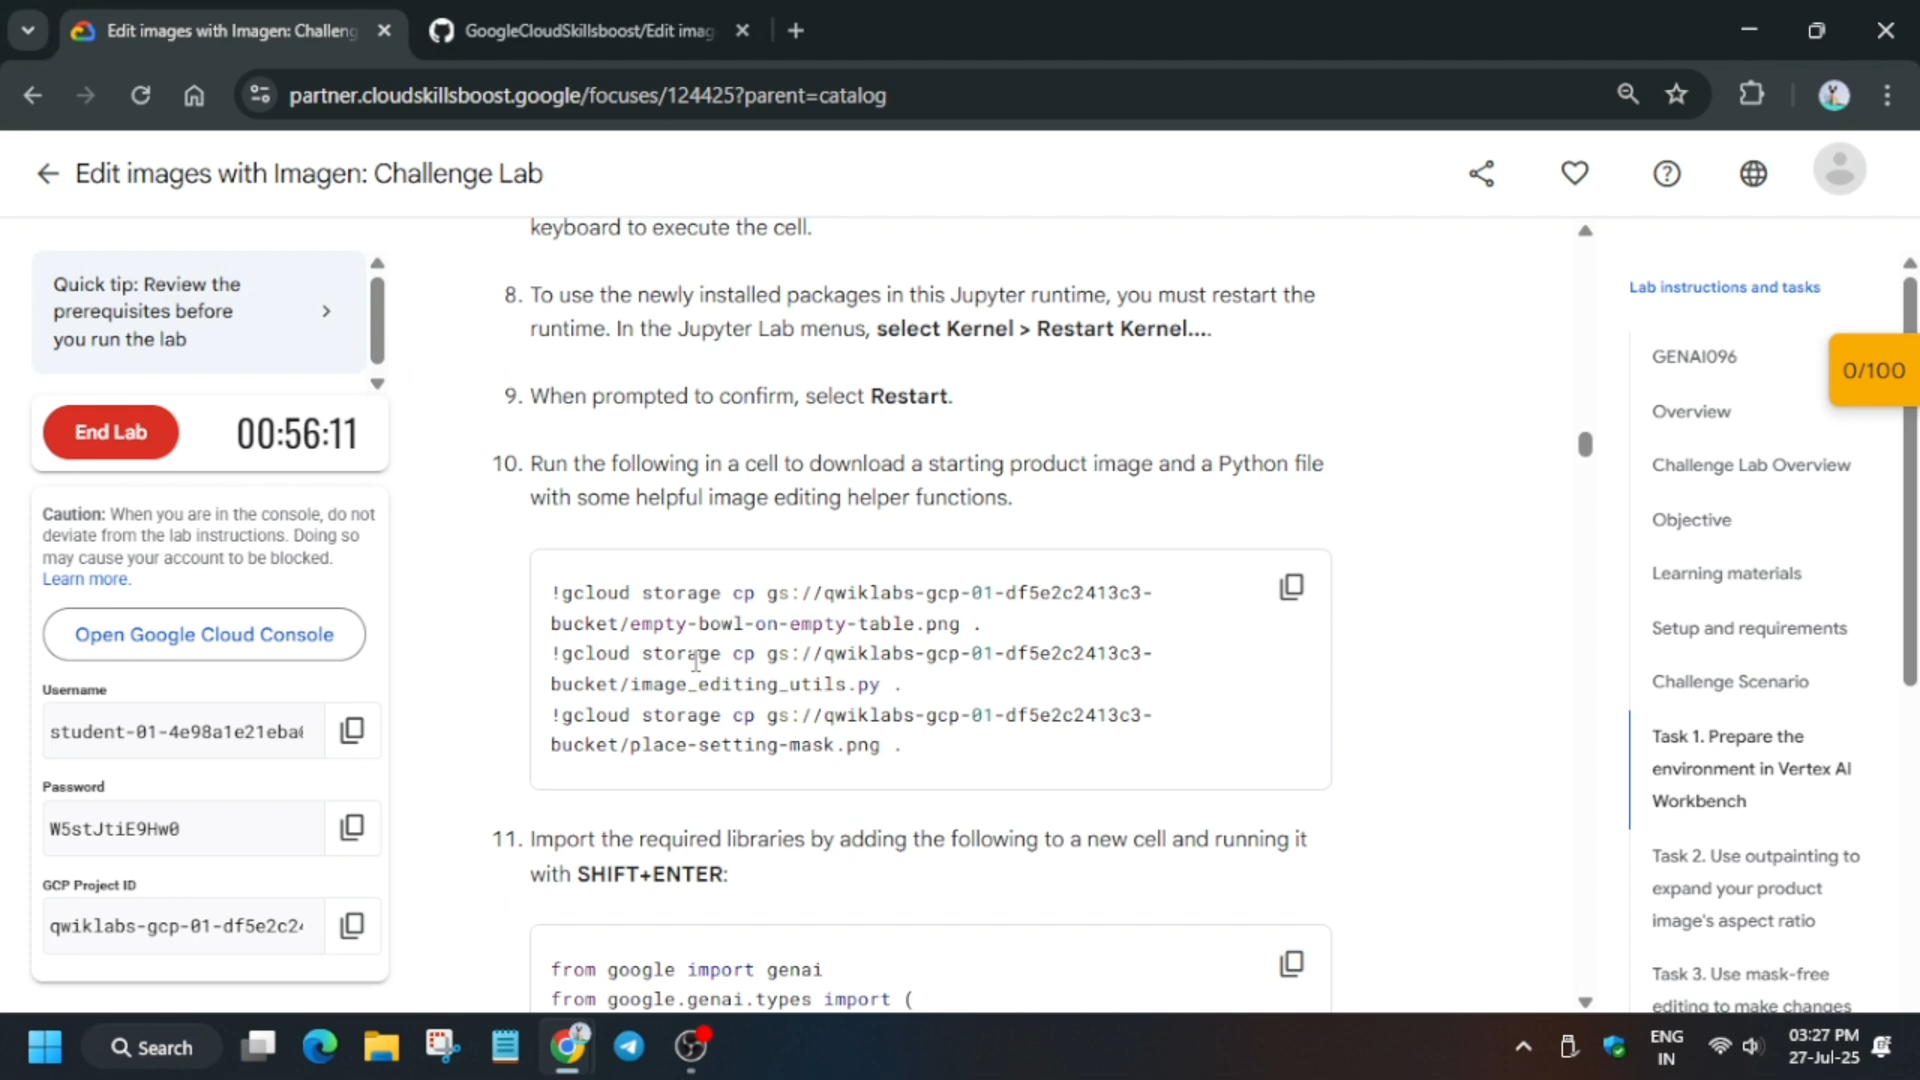 Edit images with Imagen: Challeng
GoogleCloudSkillsboost/Edit imag
partner.cloudskillsboost.google/focuses/124425?parent=catalog
Edit images with Imagen: Challenge Lab
Quick tip: Review the
prerequisites before
you run the lab
End Lab
00:56:11
Caution: When you are in the console, do not
deviate from the lab instructions. Doing so
may cause your account to be blocked.
Learn more.
Open Google Cloud Console
Username
student-01-4e98a1e21eba
Password
W5stJtiE9Hw0
GCP Project ID
qwiklabs-gcp-01-df5e2c2
keyboard to execute the cell.
8. To use the newly installed packages in this Jupyter runtime, you must restart the
runtime. In the Jupyter Lab menus, select Kernel > Restart Kernel....
9. When prompted to confirm, select Restart.
10. Run the following in a cell to download a starting product image and a Python file
with some helpful image editing helper functions.
!gcloud storage cp gs://qwiklabs-gcp-01-df5e2c2413c3-
bucket/empty-bowl-on-empty-table.png .
!gcloud storage cp gs://qwiklabs-gcp-01-df5e2c2413c3-
bucket/image_editing_utils.py .
!gcloud storage cp gs://qwiklabs-gcp-01-df5e2c2413c3-
bucket/place-setting-mask.png .
11. Import the required libraries by adding the following to a new cell and running it
with SHIFT+ENTER:
from google import genai
from google.genai.types import (
Lab instructions and tasks
GENAI096
0/100
Overview
Challenge Lab Overview
Objective
Learning materials
Setup and requirements
Challenge Scenario
Task 1. Prepare the
environment in Vertex AI
Workbench
Task 2. Use outpainting to
expand your product
image's aspect ratio
Task 3. Use mask-free
editing to make changes
Search
ENG
IN
03:27 PM
27-Jul-25